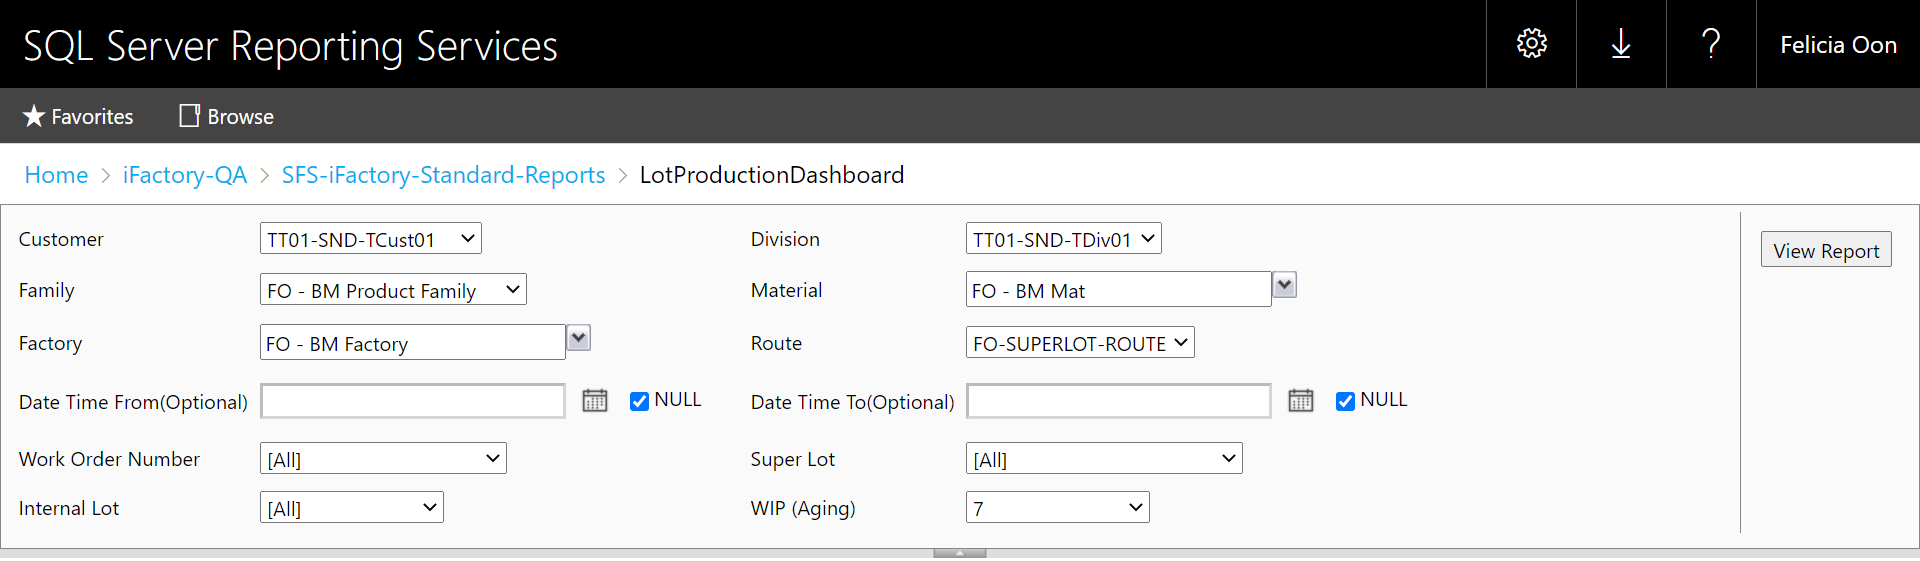 SQL Server Reporting Services
?
Felicia Oon
Favorites
Browse
Home > iFactory-QA > SFS-iFactory-Standard-Reports > LotProductionDashboard
Customer TT01-SND-TCust01 Division TT01-SND-TDiv01 View Report
Family FO - BM Product Family Material FO - BM Mat
Factory FO - BM Factory Route FO-SUPERLOT-ROUTE
Date Time From(Optional) NULL Date Time To(Optional) NULL
Work Order Number [All] Super Lot [All]
Internal Lot [All] WIP (Aging) 7